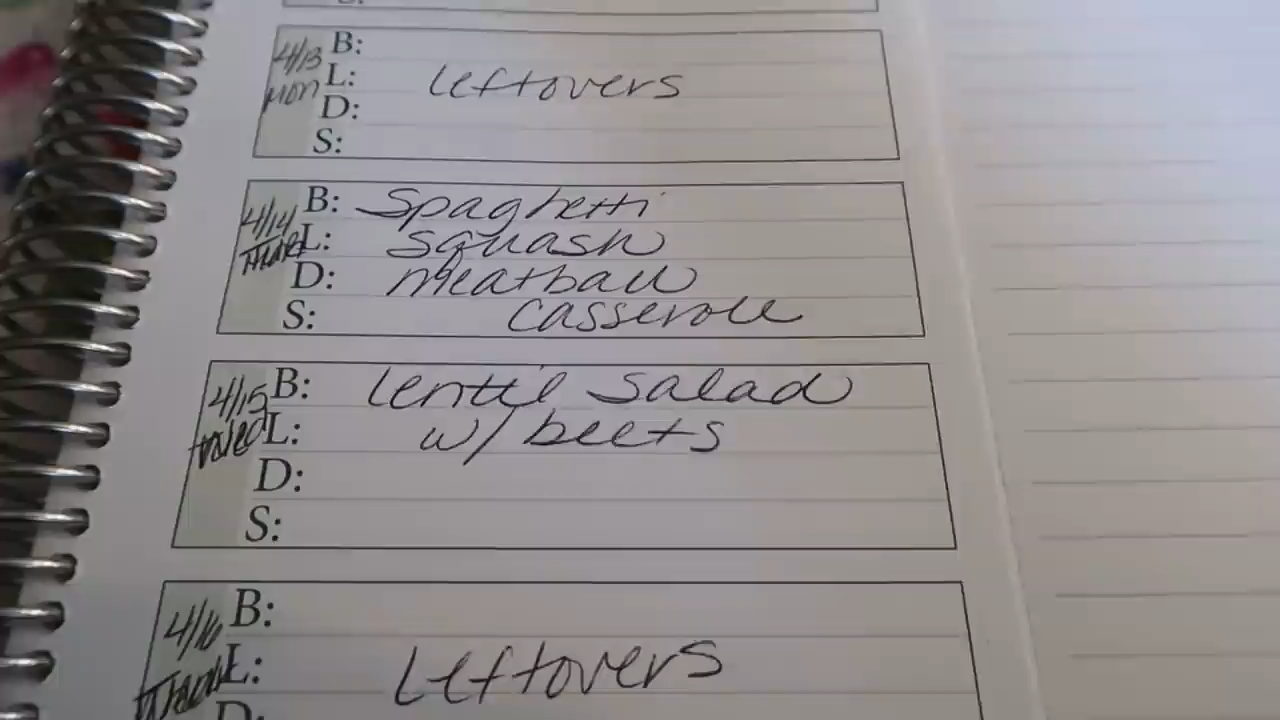 S:
4/13 B:
Mon L: Leftovers
D:
S:
4/14 B: Spaghetti
L: squash
D: meatball
S: casserole
4/15 B: Lentil Salad
Wed L: w/ beets
D:
S:
4/16 B:
L: Leftovers
D: